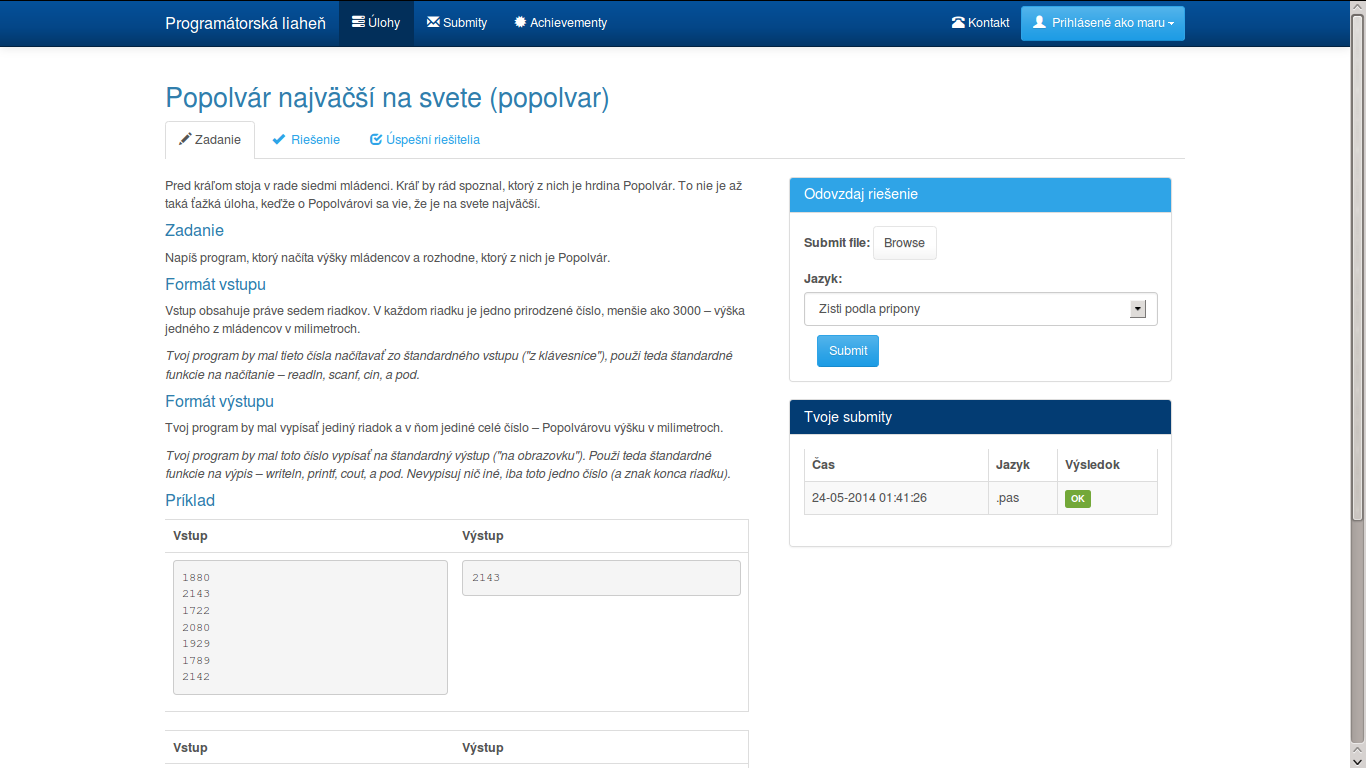 Programátorská liaheň
Úlohy
Submity
Achievementy
Kontakt
Prihlásené ako maru
Popolvár najväčší na svete (popolvar)
Zadanie
Riešenie
Úspešní riešitelia
Pred kráľom stoja v rade siedmi mládenci. Kráľ by rád spoznal, ktorý z nich je hrdina Popolvár. To nie je až
taká ťažká úloha, keďže o Popolvárovi sa vie, že je na svete najväčší.
Zadanie
Napíš program, ktorý načíta výšky mládencov a rozhodne, ktorý z nich je Popolvár.
Formát vstupu
Vstup obsahuje práve sedem riadkov. V každom riadku je jedno prirodzené číslo, menšie ako 3000 – výška
jedného z mládencov v milimetroch.
Tvoj program by mal tieto čísla načítavať zo štandardného vstupu ("z klávesnice"), použi teda štandardné
funkcie na načítanie – readln, scanf, cin, a pod.
Formát výstupu
Tvoj program by mal vypísať jediný riadok a v ňom jediné celé číslo – Popolvárovu výšku v milimetroch.
Tvoj program by mal toto číslo vypísať na štandardný výstup ("na obrazovku"). Použi teda štandardné
funkcie na výpis – writeln, printf, cout, a pod. Nevypisuj nič iné, iba toto jedno číslo (a znak konca riadku).
Príklad
Vstup
Výstup
1880
2143
1722
2080
1929
1789
2142
2143
Vstup
Výstup
Odovzdaj riešenie
Submit file:
Browse
Jazyk:
Zisti podla pripony
Submit
Tvoje submity
Čas
Jazyk
Výsledok
24-05-2014 01:41:26
.pas
OK